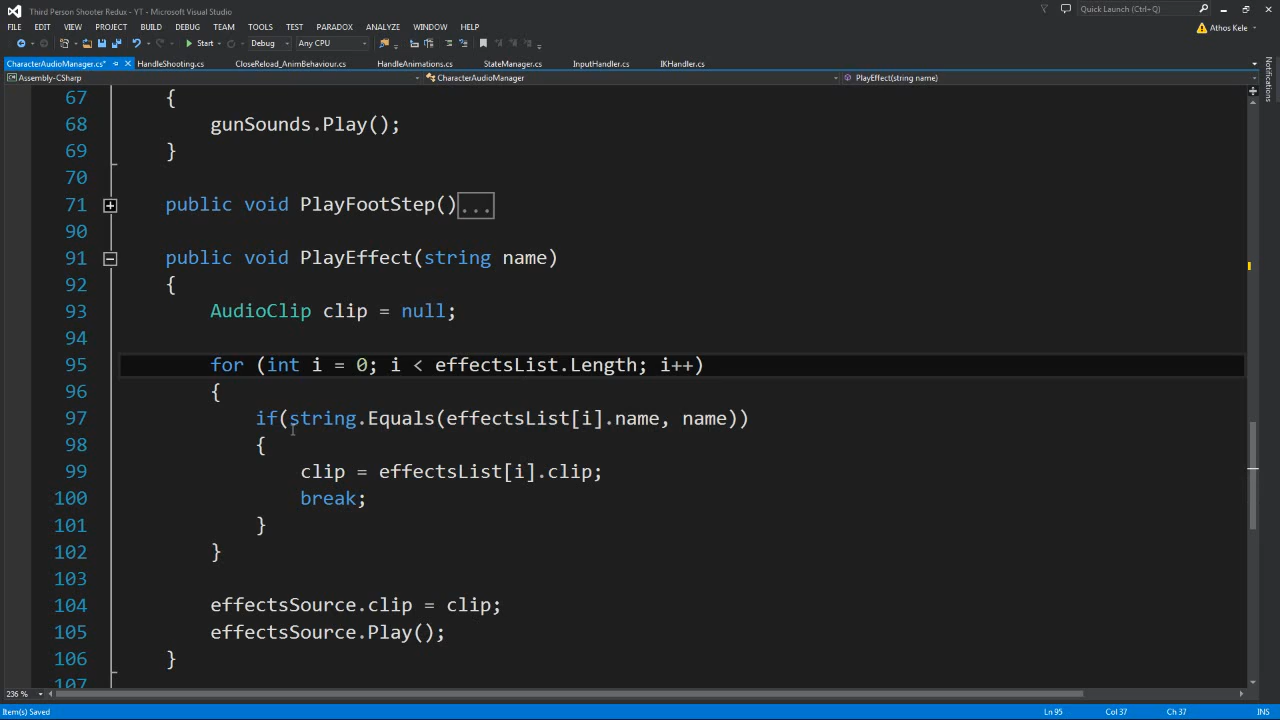 Third Person Shooter Redux - YT - Microsoft Visual Studio
Quick Launch (Ctrl+Q)
FILE EDIT VIEW PROJECT BUILD DEBUG TEAM TOOLS TEST PARADOX ANALYZE WINDOW HELP
Athos Kele
Start Debug Any CPU
CharacterAudioManager.cs* HandleShooting.cs CloseReload_AnimBehaviour.cs HandleAnimations.cs StateManager.cs InputHandler.cs IKHandler.cs
Assembly-CSharp CharacterAudioManager PlayEffect(string name)
Notifications
67 {
68 gunSounds.Play();
69 }
70
71 public void PlayFootStep()...
90
91 public void PlayEffect(string name)
92 {
93 AudioClip clip = null;
94
95 for (int i = 0; i < effectsList.Length; i++)
96 {
97 if(string.Equals(effectsList[i].name, name))
98 {
99 clip = effectsList[i].clip;
100 break;
101 }
102 }
103
104 effectsSource.clip = clip;
105 effectsSource.Play();
106 }
107
236 %
Item(s) Saved Ln 95 Col 37 Ch 37 INS